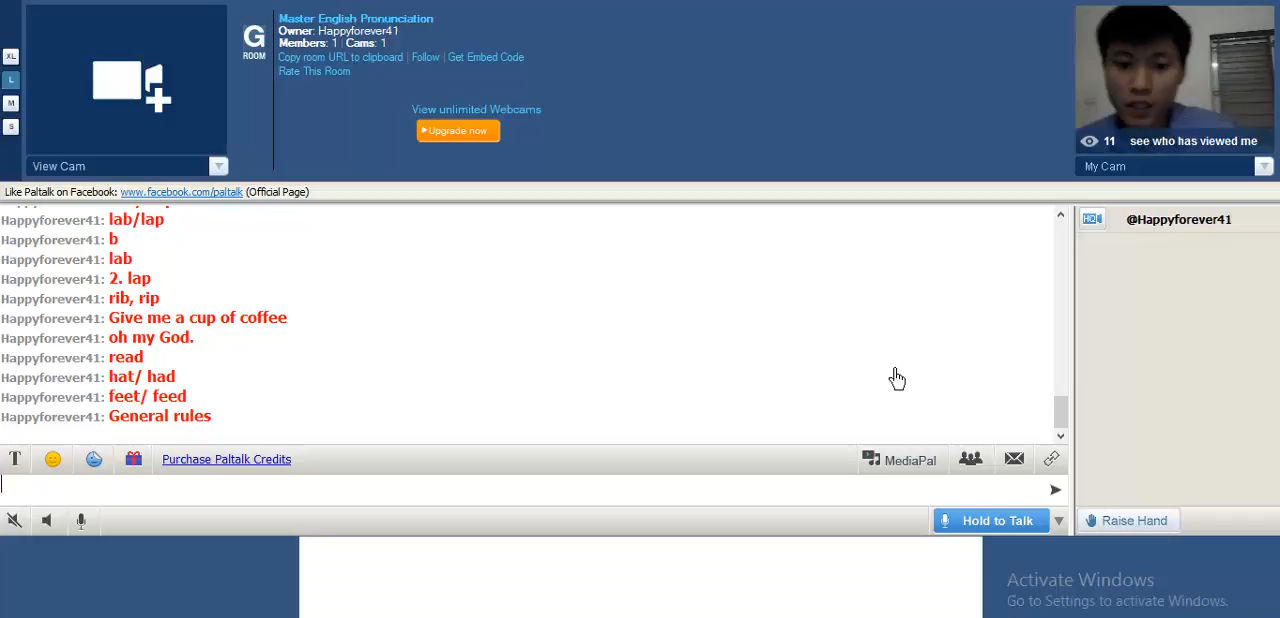 Master English Pronunciation
Owner: Happyforever41
Members: 1 | Cams: 1
Copy room URL to clipboard | Follow | Get Embed Code
Rate This Room
G
ROOM
View unlimited Webcams
Upgrade now
XL
L
M
S
View Cam
11 see who has viewed me
My Cam
Like Paltalk on Facebook: www.facebook.com/paltalk (Official Page)
Happyforever41: lab/lap
Happyforever41: b
Happyforever41: lab
Happyforever41: 2. lap
Happyforever41: rib, rip
Happyforever41: Give me a cup of coffee
Happyforever41: oh my God.
Happyforever41: read
Happyforever41: hat/ had
Happyforever41: feet/ feed
Happyforever41: General rules
@Happyforever41
T
Purchase Paltalk Credits
MediaPal
Hold to Talk
Raise Hand
Activate Windows
Go to Settings to activate Windows.